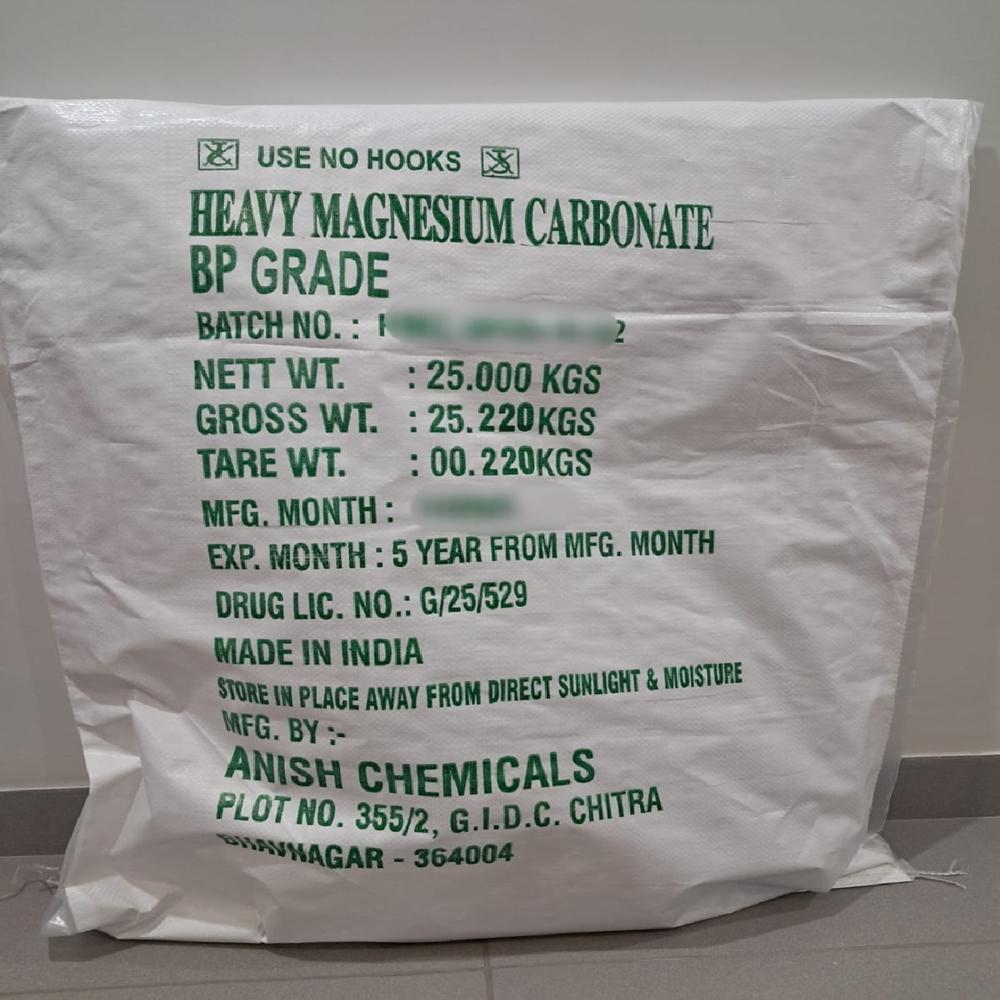 USE NO HOOKS
HEAVY MAGNESIUM CARBONATE
BP GRADE
BATCH NO. :
NETT WT. : 25.000 KGS
GROSS WT. : 25.220KGS
TARE WT. : 00.220KGS
MFG. MONTH :
EXP. MONTH : 5 YEAR FROM MFG. MONTH
DRUG LIC. NO.: G/25/529
MADE IN INDIA
STORE IN PLACE AWAY FROM DIRECT SUNLIGHT & MOISTURE
MFG. BY :-
ANISH CHEMICALS
PLOT NO. 355/2, G.I.D.C. CHITRA
BHAVNAGAR - 364004